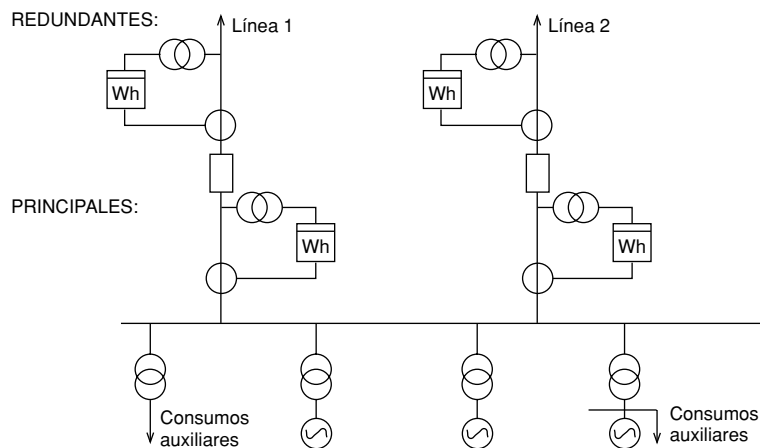 REDUNDANTES:
Línea 1
Línea 2
Wh
Wh
PRINCIPALES:
Wh
Wh
Consumos
auxiliares
Consumos
auxiliares